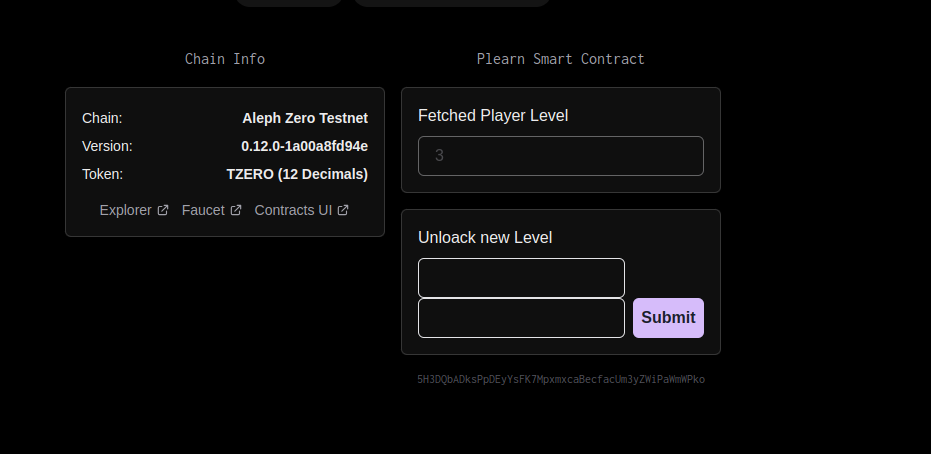 Chain Info
Chain: Aleph Zero Testnet
Version: 0.12.0-1a00a8fd94e
Token: TZERO (12 Decimals)
Explorer Faucet Contracts UI
Plearn Smart Contract
Fetched Player Level
3
Unloack new Level
Submit
5H3DQbADksPpDEyYsFK7MpxmxcaBecfacUm3yZWiPaWmWPko